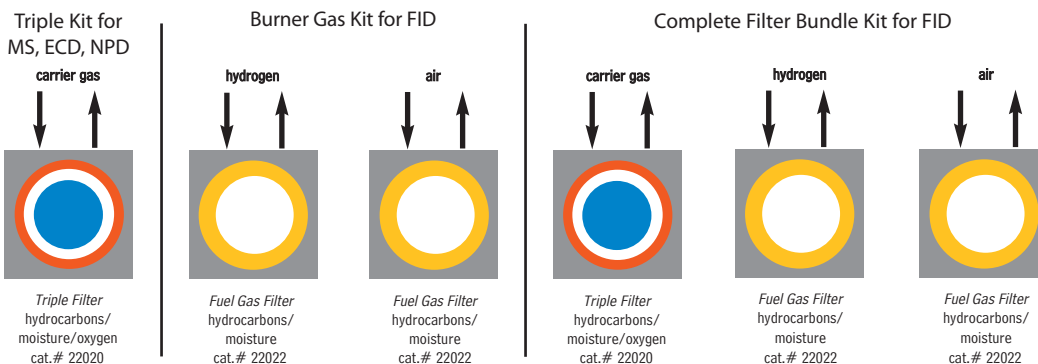 Triple Kit for
MS, ECD, NPD
carrier gas
Triple Filter
hydrocarbons/
moisture/oxygen
cat.# 22020
Burner Gas Kit for FID
hydrogen
Fuel Gas Filter
hydrocarbons/
moisture
cat.# 22022
air
Fuel Gas Filter
hydrocarbons/
moisture
cat.# 22022
Complete Filter Bundle Kit for FID
carrier gas
Triple Filter
hydrocarbons/
moisture/oxygen
cat.# 22020
hydrogen
Fuel Gas Filter
hydrocarbons/
moisture
cat.# 22022
air
Fuel Gas Filter
hydrocarbons/
moisture
cat.# 22022